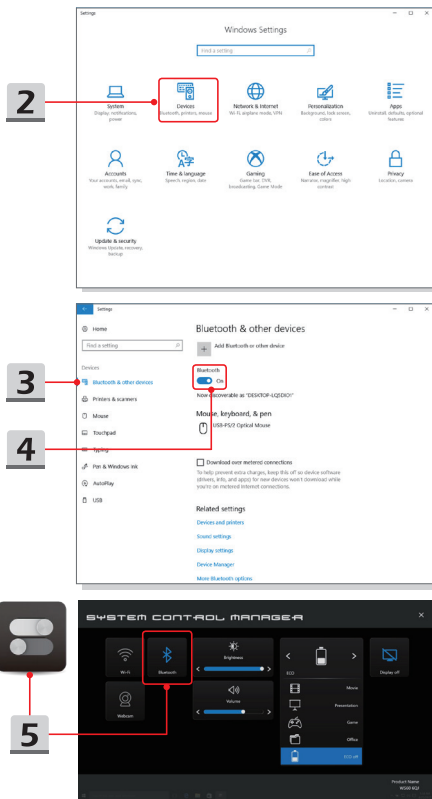 Settings
Windows Settings
Find a setting
2
System
Display, notifications,
power
Devices
Bluetooth, printers, mouse
Network & Internet
Wi-Fi, airplane mode, VPN
Personalization
Background, lock screen,
colors
Apps
Uninstall, defaults, optional
features
Accounts
Your accounts, email, sync,
work, family
Time & language
Speech, region, date
Gaming
Game bar, DVR,
broadcasting, Game Mode
Ease of Access
Narrator, magnifier, high
contrast
Privacy
Location, camera
Update & security
Windows Update, recovery,
backup
Settings
Home
Bluetooth & other devices
Find a setting
Add Bluetooth or other device
Devices
Bluetooth
3
Bluetooth & other devices
On
Printers & scanners
Now discoverable as
Mouse
Mouse, keyboard, & pen
4
Touchpad
USB-PS/2 Optical Mouse
Typing
Pen & Windows Ink
Download over metered connections
AutoPlay
To help prevent extra charges, keep this off so device software
(drivers, info, and apps) for new devices won't download while
you're on metered internet connections.
USB
Related settings
Devices and printers
Sound settings
Display settings
Device Manager
More Bluetooth options
SYSTEM CONTROL MANAGER
Wi-Fi
Bluetooth
Brightness
ECO
Display off
Webcam
Volume
Movie
Presentation
Game
Office
ECO off
5
Product Name